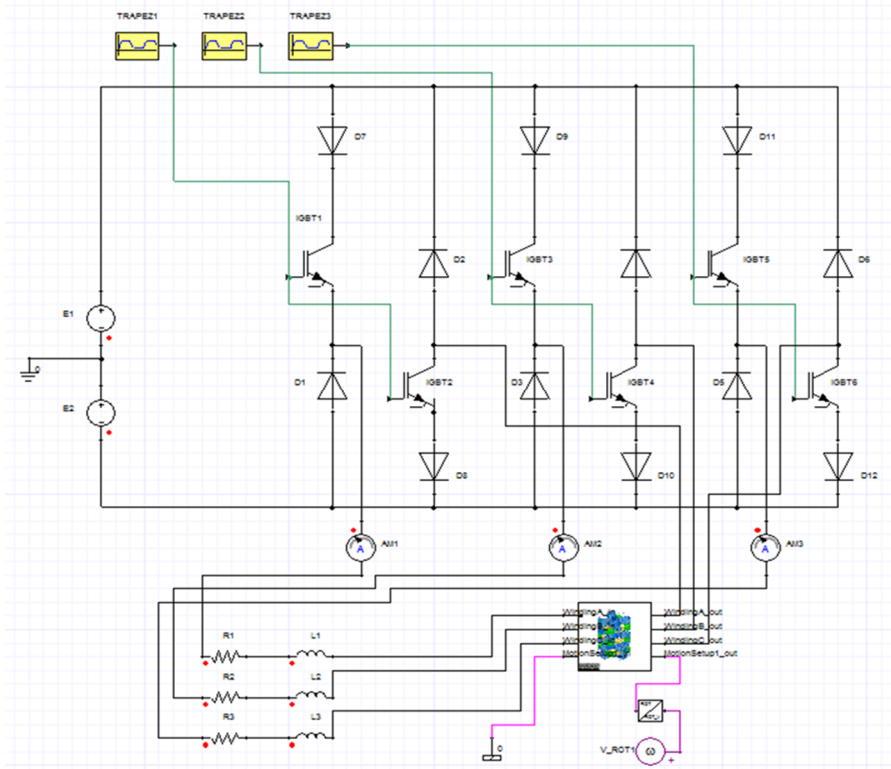 TRAPEZ1 TRAPEZ2 TRAPEZ3
D7 D9 D11
IGBT1
D2 IGBT3 IGBT5 D6
E1
0
D1 IGBT2 D3 IGBT4 D5 IGBT6
E2
D8 D10 D12
A AM1 A AM2 A AM3
WindingA_in WindingA_out
WindingB_out
R1 L1 WindingC_out
MotionSetup1_out
R2 L2
R3 L3
0 V_ROT1 ω
+